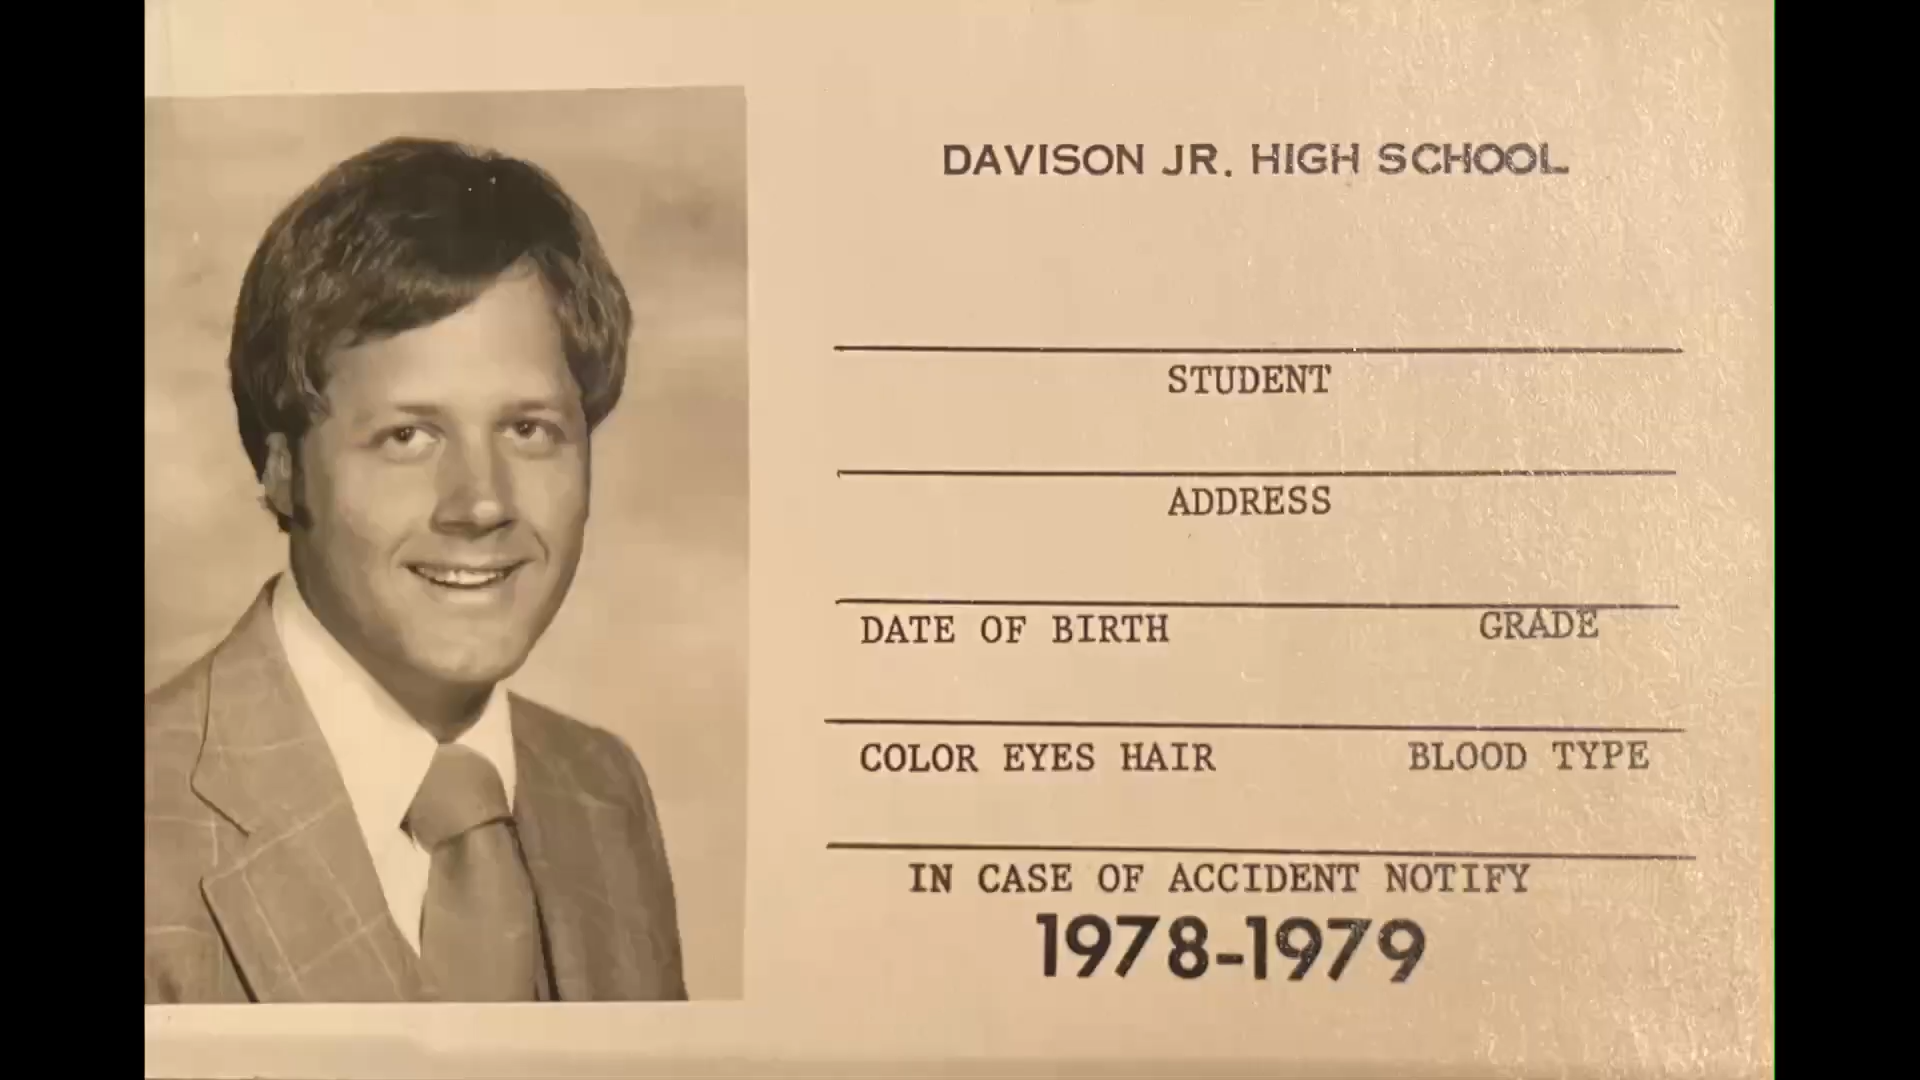 DAVISON JR. HIGH SCHOOL
STUDENT
ADDRESS
DATE OF BIRTH GRADE
COLOR EYES HAIR BLOOD TYPE
IN CASE OF ACCIDENT NOTIFY
1978-1979